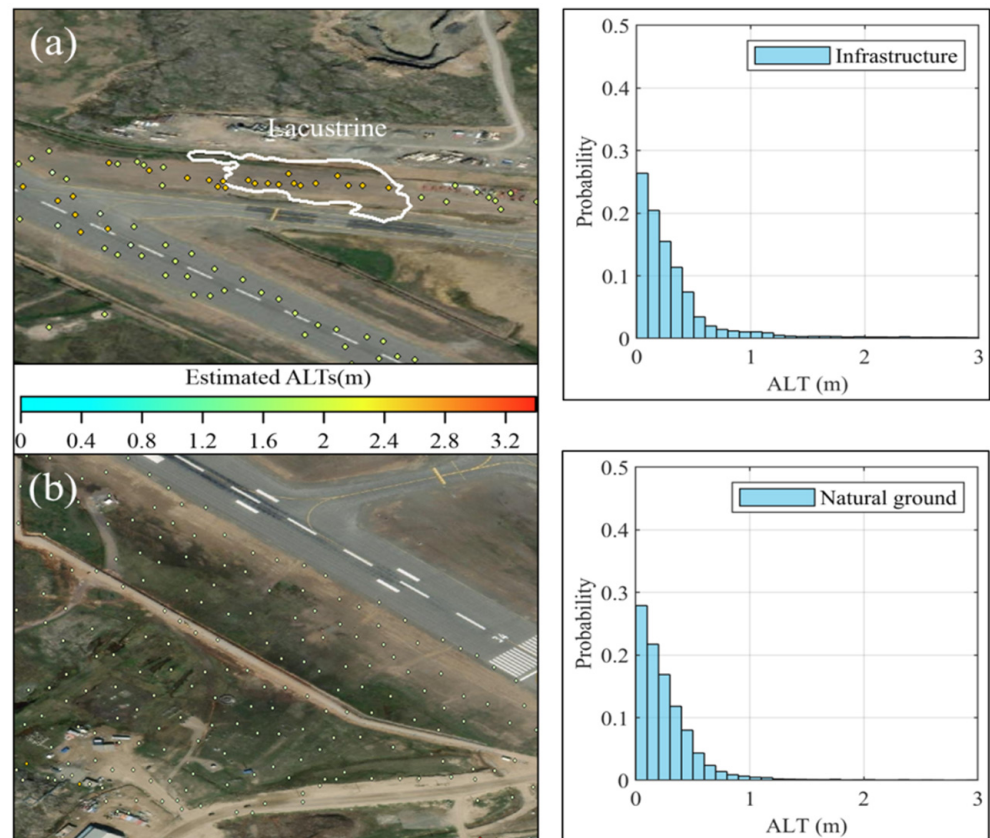 (a)
Lacustrine
Estimated ALTs(m)
0 0.4 0.8 1.2 1.6 2 2.4 2.8 3.2
(b)
0.5
0.4
0.3
0.2
0.1
0
Probability
Infrastructure
0 1 2 3
ALT (m)
0.5
0.4
0.3
0.2
0.1
0
Probability
Natural ground
0 1 2 3
ALT (m)